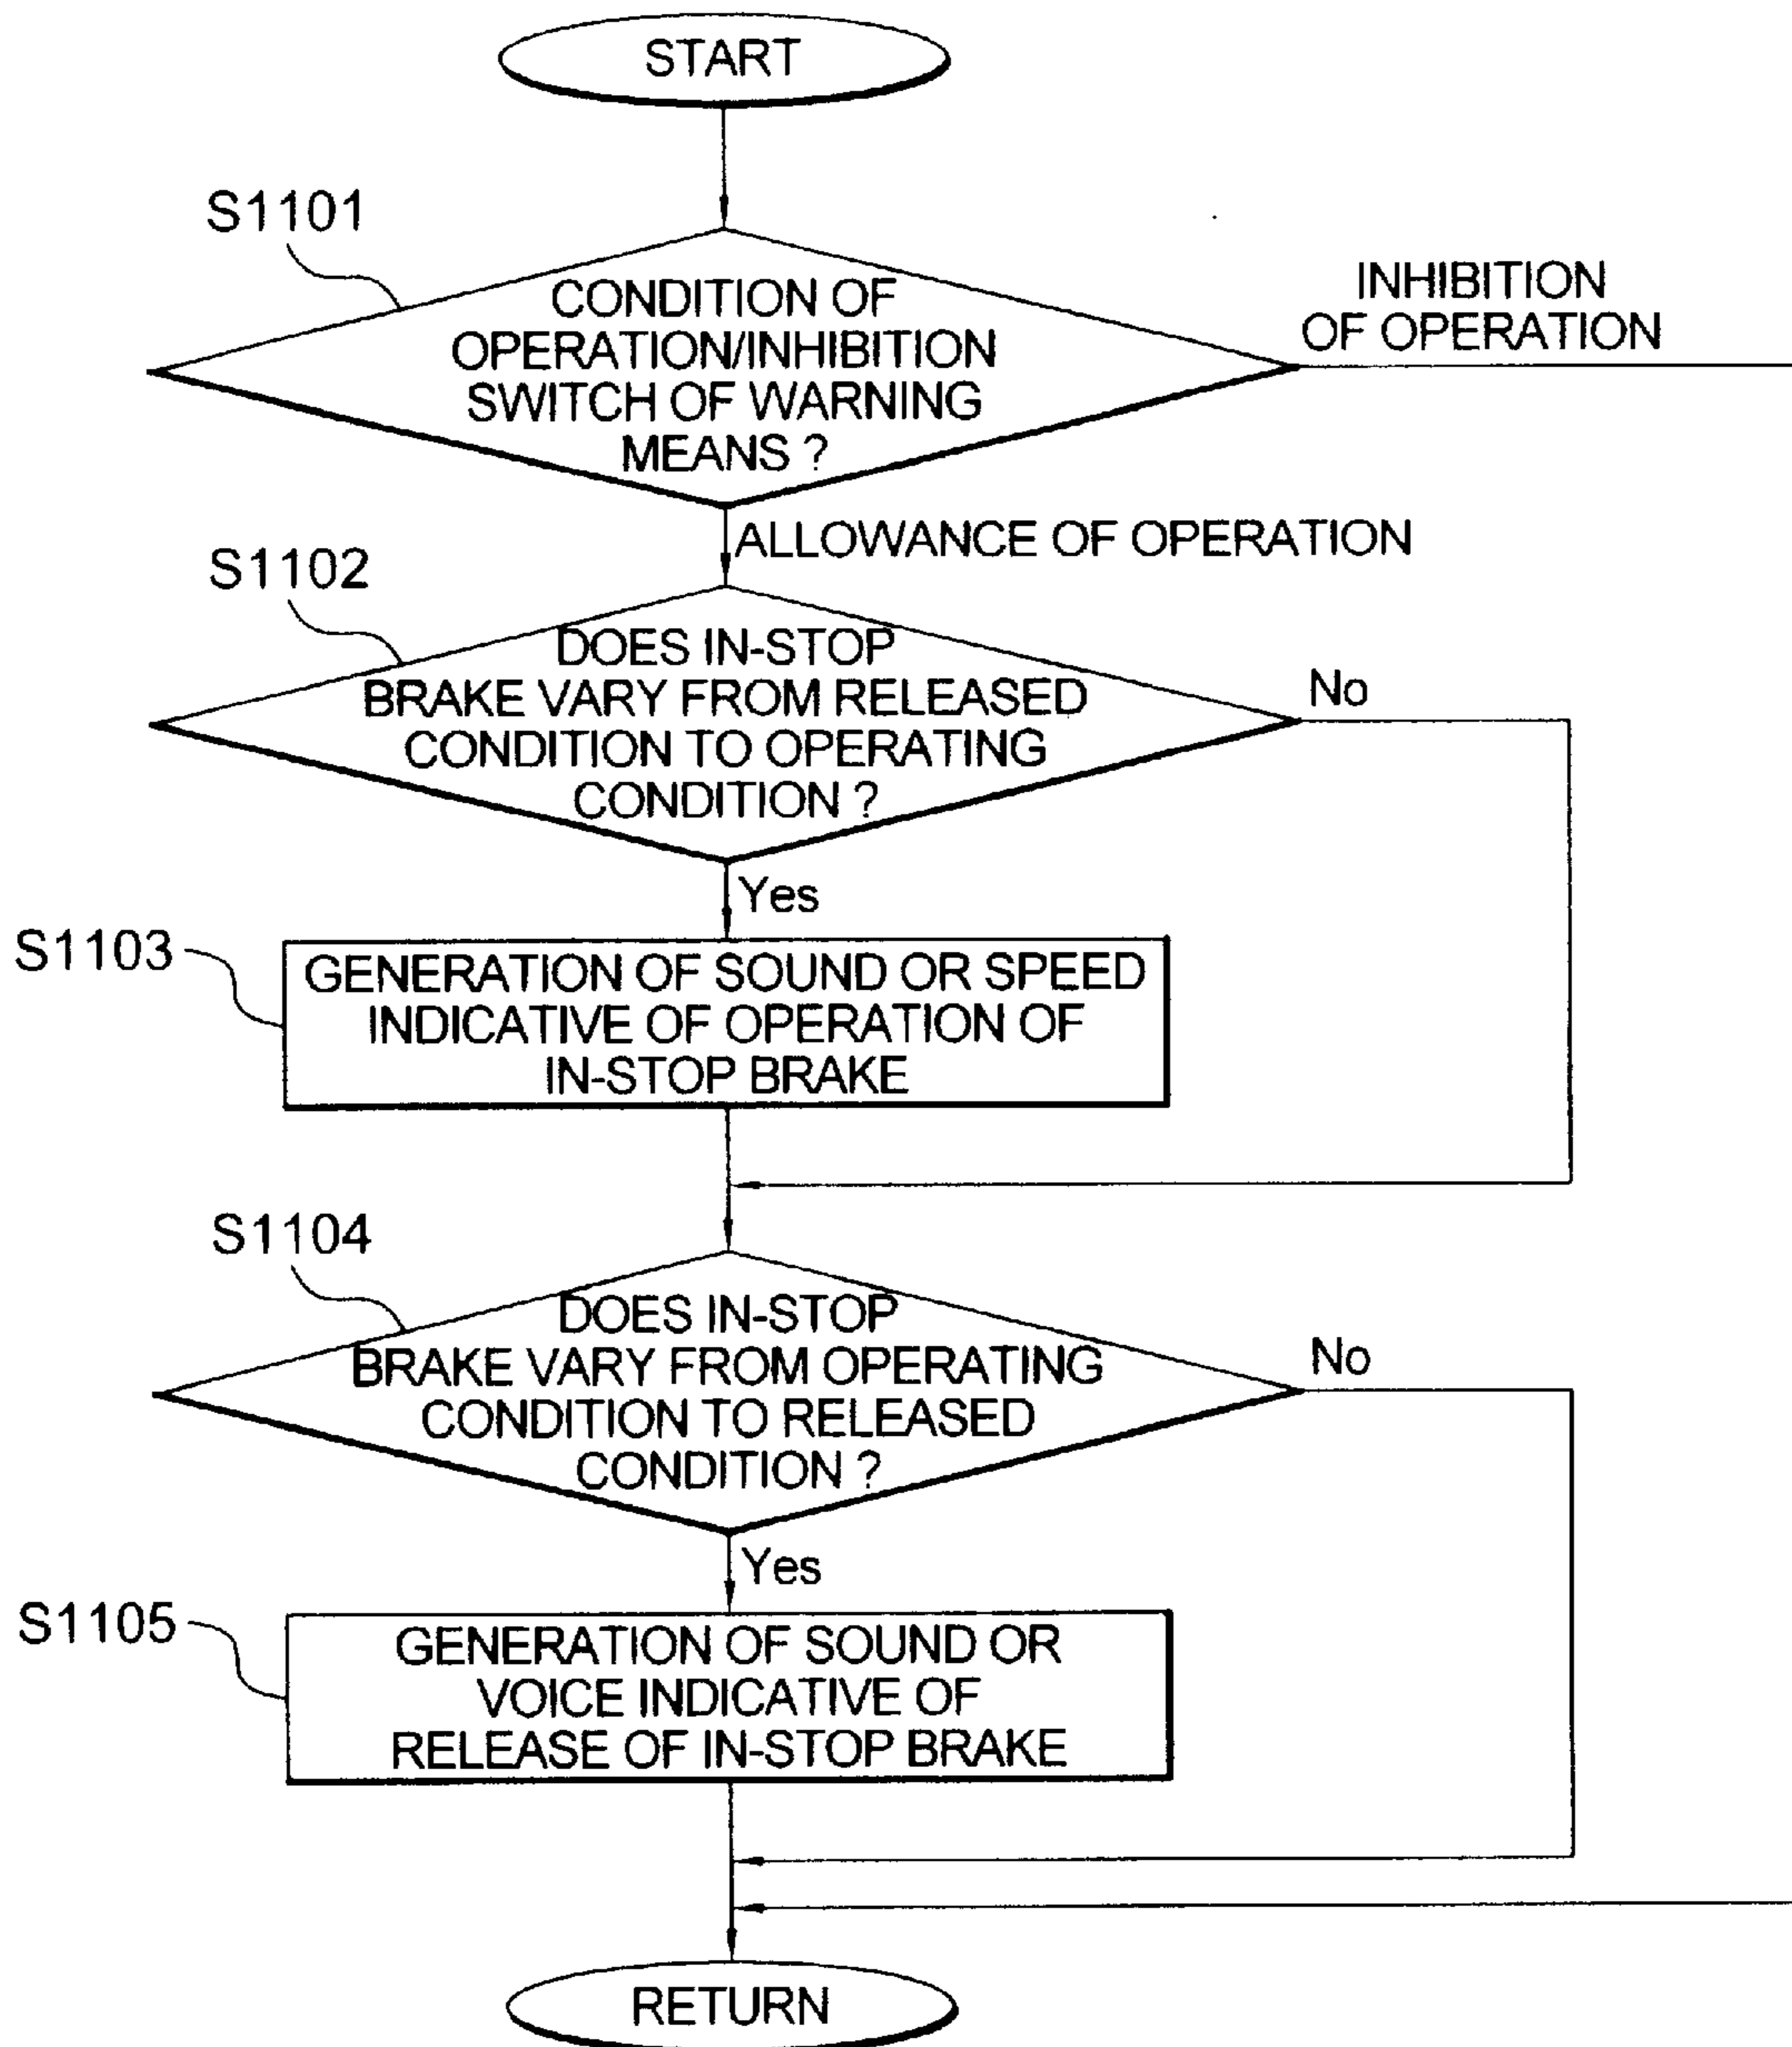 START
S1101
CONDITION OF
OPERATION/INHIBITION
SWITCH OF WARNING
MEANS ?
INHIBITION
OF OPERATION
ALLOWANCE OF OPERATION
S1102
DOES IN-STOP
BRAKE VARY FROM RELEASED
CONDITION TO OPERATING
CONDITION ?
No
Yes
S1103
GENERATION OF SOUND OR SPEED
INDICATIVE OF OPERATION OF
IN-STOP BRAKE
S1104
DOES IN-STOP
BRAKE VARY FROM OPERATING
CONDITION TO RELEASED
CONDITION ?
No
Yes
S1105
GENERATION OF SOUND OR
VOICE INDICATIVE OF
RELEASE OF IN-STOP BRAKE
RETURN